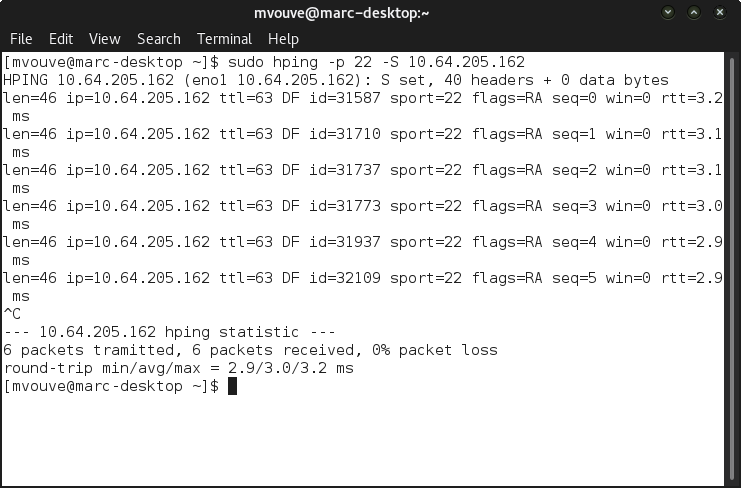 mvouve@marc-desktop:~
File Edit View Search Terminal Help
[mvouve@marc-desktop ~]$ sudo hping -p 22 -S 10.64.205.162
HPING 10.64.205.162 (eno1 10.64.205.162): S set, 40 headers + 0 data bytes
len=46 ip=10.64.205.162 ttl=63 DF id=31587 sport=22 flags=RA seq=0 win=0 rtt=3.2
 ms
len=46 ip=10.64.205.162 ttl=63 DF id=31710 sport=22 flags=RA seq=1 win=0 rtt=3.1
 ms
len=46 ip=10.64.205.162 ttl=63 DF id=31737 sport=22 flags=RA seq=2 win=0 rtt=3.1
 ms
len=46 ip=10.64.205.162 ttl=63 DF id=31773 sport=22 flags=RA seq=3 win=0 rtt=3.0
 ms
len=46 ip=10.64.205.162 ttl=63 DF id=31937 sport=22 flags=RA seq=4 win=0 rtt=2.9
 ms
len=46 ip=10.64.205.162 ttl=63 DF id=32109 sport=22 flags=RA seq=5 win=0 rtt=2.9
 ms
^C
--- 10.64.205.162 hping statistic ---
6 packets tramitted, 6 packets received, 0% packet loss
round-trip min/avg/max = 2.9/3.0/3.2 ms
[mvouve@marc-desktop ~]$